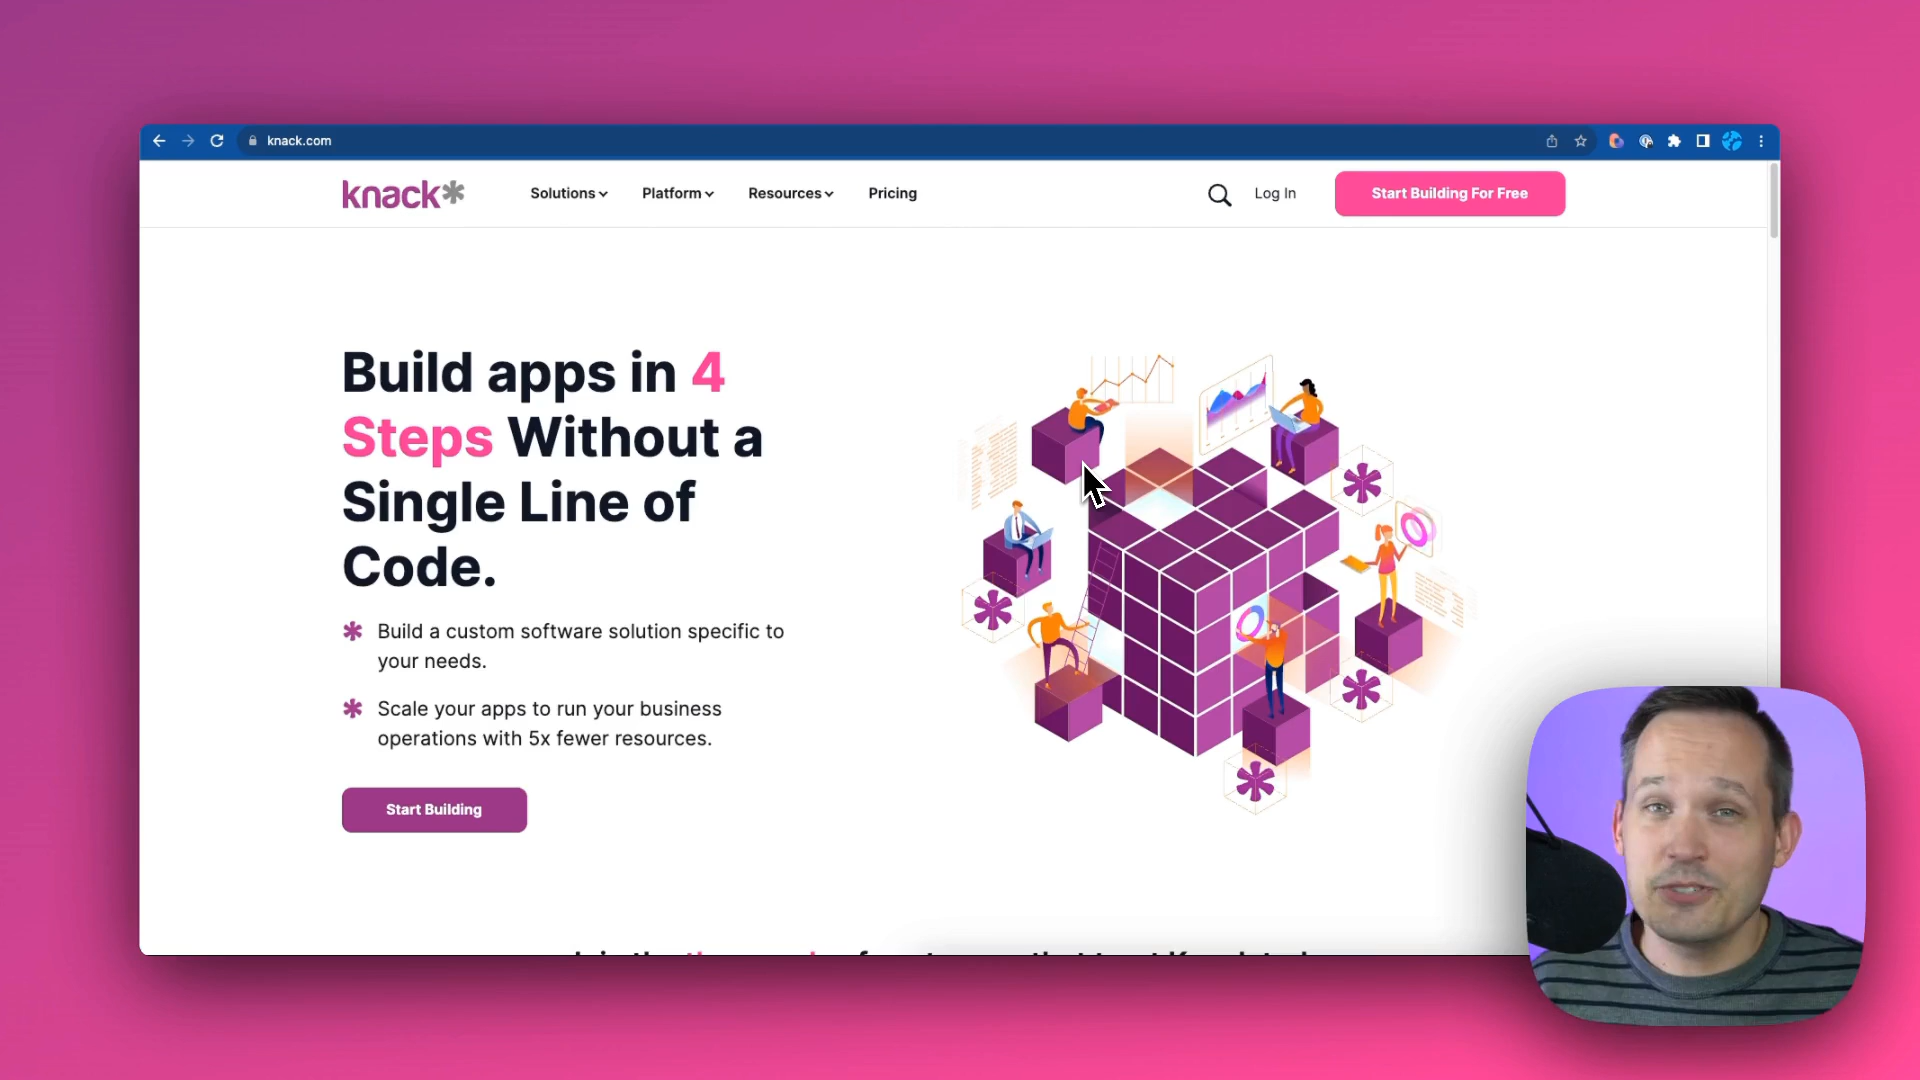 knack.com
knack*
Solutions
Platform
Resources
Pricing
Log In
Start Building For Free
Build apps in 4
Steps Without a
Single Line of
Code.
Build a custom software solution specific to
your needs.
Scale your apps to run your business
operations with 5x fewer resources.
Start Building